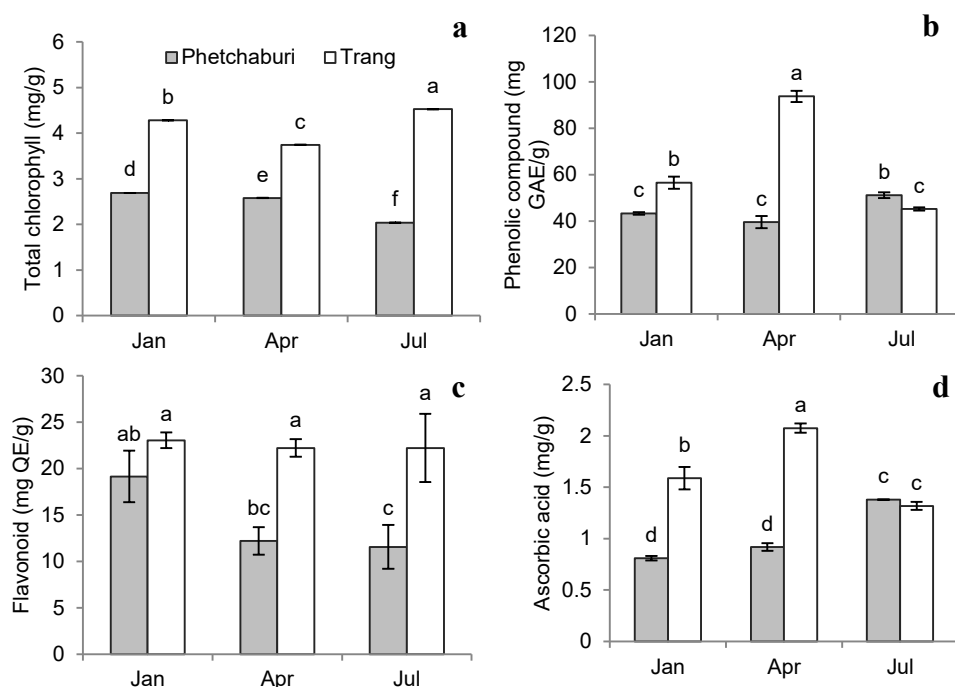 a
Phetchaburi Trang
Total chlorophyll (mg/g)
6
5
4
3
2
1
0
d b e c f a
Jan Apr Jul
b
Phenolic compound (mg
GAE/g)
120
100
80
60
40
20
0
c b c a b c
Jan Apr Jul
c
Flavonoid (mg QE/g)
30
25
20
15
10
5
0
ab a bc a c a
Jan Apr Jul
d
Ascorbic acid (mg/g)
2.5
2
1.5
1
0.5
0
d b d a c c
Jan Apr Jul